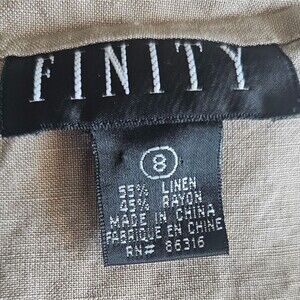 FINITY
8
55% LINEN
45% RAYON
MADE IN CHINA
FABRIQUE EN CHINE
RN# 86316